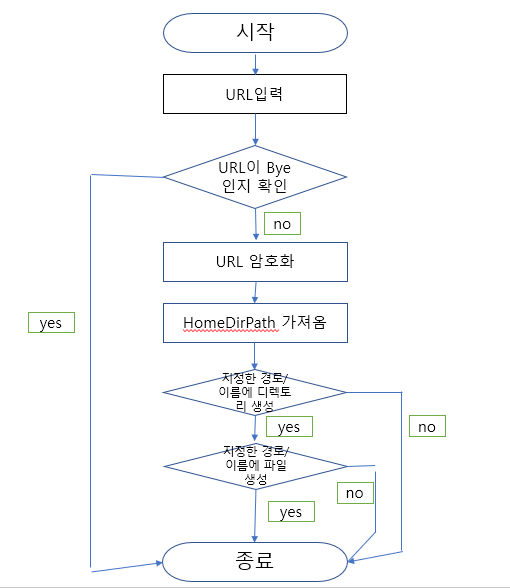 시작
URL입력
URL이 Bye
인지 확인
no
URL 암호화
yes
HomeDirPath 가져옴
지정한 경로/
이름에 디렉토
리 생성
yes
no
지정한 경로/
이름에 파일
생성
no
yes
종료